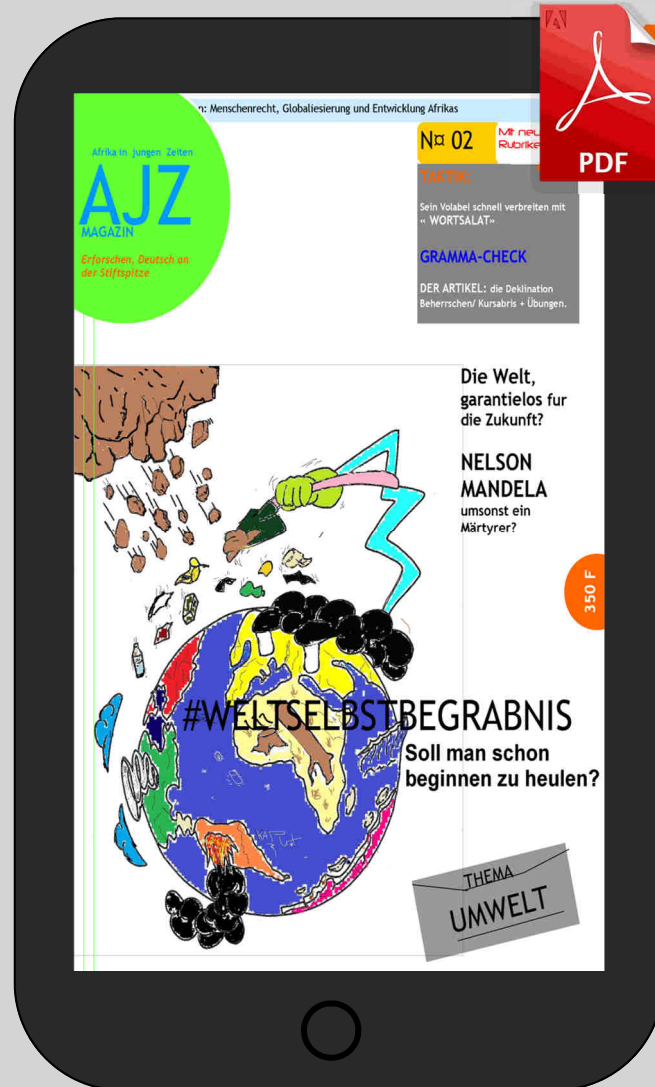 n: Menschenrecht, Globaliesierung und Entwicklung Afrikas
Afrika in jungen Zeiten
AJZ
MAGAZIN
Erforschen, Deutsch an
der Stiftspitze
N¤ 02
Mit neu
Rubrike
PDF
TAKTIK:
Sein Volabel schnell verbreiten mit
« WORTSALAT»
GRAMMA-CHECK
DER ARTIKEL: die Deklination
Beherrschen/ Kursabris + Übungen.
Die Welt,
garantielos fur
die Zukunft?
NELSON
MANDELA
umsonst ein
Märtyrer?
350 F
#WELTSELBSTBEGRABNIS
Soll man schon
beginnen zu heulen?
THEMA
UMWELT